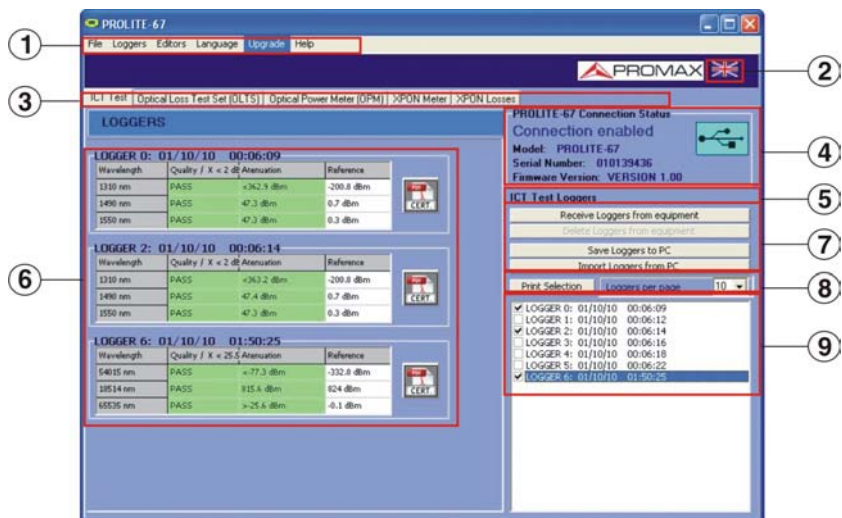 PROLITE-67
File Loggers Editors Language Upgrade Help
1
PROMAX
2
3
ICT Test Optical Loss Test Set (OLTS) Optical Power Meter (OPM) XPON Meter XPON Losses
LOGGERS
PROLITE-67 Connection Status
Connection enabled
Model: PROLITE-67
Serial Number: 010139436
Firmware Version: VERSION 1.00
4
ICT Test Loggers
5
Receive Loggers from equipment
Delete Loggers from equipment
Save Loggers to PC
Import Loggers from PC
7
Print Selection Loggers per page 10
8
6
LOGGER 0: 01/10/10 00:06:09
Wavelength Quality / X < 2 dB Atenuation Reference
1310 nm PASS <362.9 dBm -200.8 dBm
1490 nm PASS 47.3 dBm 0.7 dBm
1550 nm PASS 47.3 dBm 0.3 dBm
PDF
CERT
LOGGER 2: 01/10/10 00:06:14
Wavelength Quality / X < 2 dB Atenuation Reference
1310 nm PASS <363.2 dBm -200.8 dBm
1490 nm PASS 47.4 dBm 0.7 dBm
1550 nm PASS 47.3 dBm 0.3 dBm
PDF
CERT
LOGGER 6: 01/10/10 01:50:25
Wavelength Quality / X < 25.5 Atenuation Reference
54015 nm PASS <-77.3 dBm -332.8 dBm
18514 nm PASS 815.6 dBm 824 dBm
65535 nm PASS >-25.6 dBm -0.1 dBm
PDF
CERT
LOGGER 0: 01/10/10 00:06:09
LOGGER 1: 01/10/10 00:06:12
LOGGER 2: 01/10/10 00:06:14
LOGGER 3: 01/10/10 00:06:16
LOGGER 4: 01/10/10 00:06:18
LOGGER 5: 01/10/10 00:06:22
LOGGER 6: 01/10/10 01:50:25
9